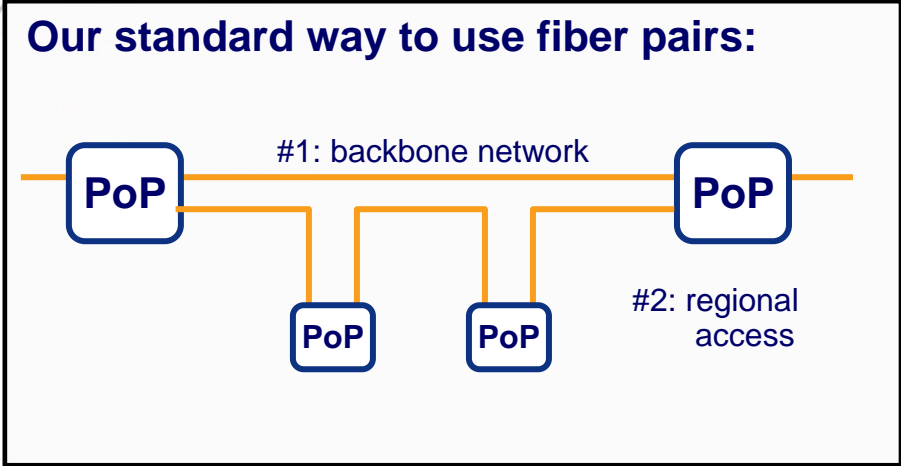 Our standard way to use fiber pairs:
#1: backbone network
PoP
PoP
PoP
PoP
#2: regional
access